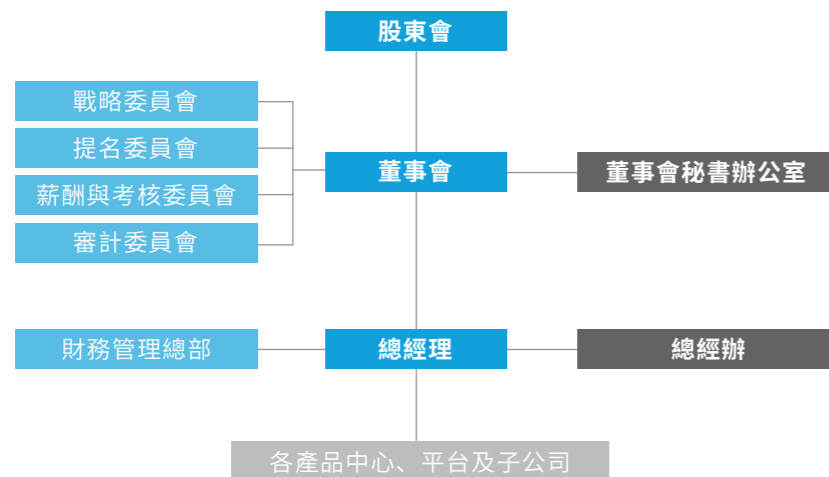 股東會
戰略委員會
提名委員會
薪酬與考核委員會
審計委員會
董事會
董事會秘書辦公室
財務管理總部
總經理
總經辦
各產品中心、平台及子公司